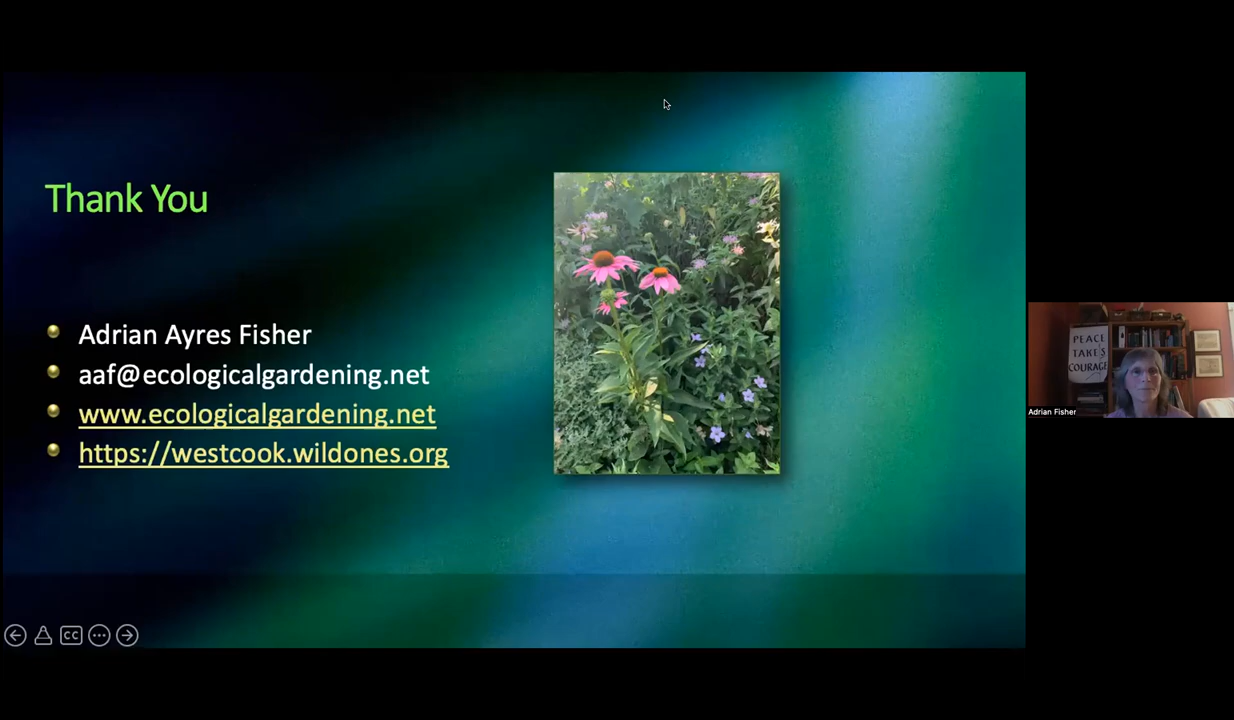 Thank You
Adrian Ayres Fisher
aaf@ecologicalgardening.net
www.ecologicalgardening.net
https://westcook.wildones.org
CC
PEACE
TAKES
COURAGE
Adrian Fisher